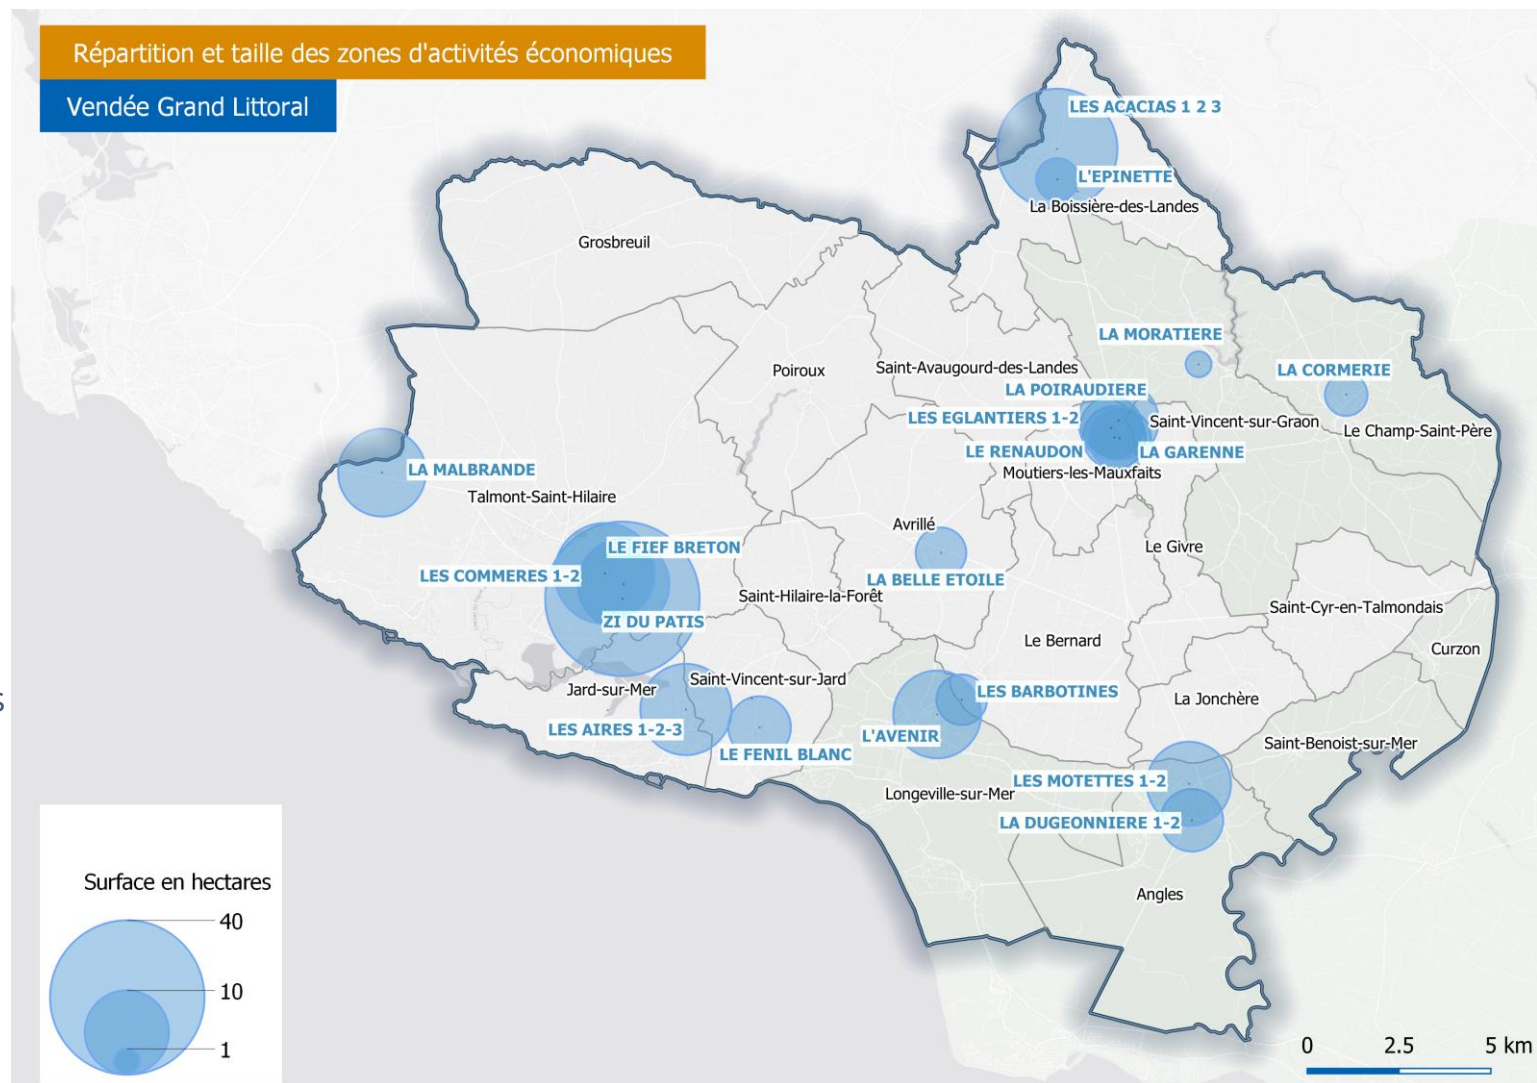 Répartition et taille des zones d'activités économiques
Vendée Grand Littoral
LES ACACIAS 1 2 3
L'EPINETTE
La Boissière-des-Landes
Grosbreuil
LA MORATIERE
Poiroux
Saint-Avaugourd-des-Landes
LA CORMERIE
LA POIRAUDIERE
LES EGLANTIERS 1-2
Saint-Vincent-sur-Graon
Le Champ-Saint-Père
LE RENAUDON
LA GARENNE
Moutiers-les-Mauxfaits
LA MALBRANDE
Talmont-Saint-Hilaire
Avrillé
LE FIEF BRETON
Le Givre
LES COMMERES 1-2
LA BELLE ETOILE
Saint-Hilaire-la-Forêt
Saint-Cyr-en-Talmondais
ZI DU PATIS
Le Bernard
Curzon
Saint-Vincent-sur-Jard
Jard-sur-Mer
LES BARBOTINES
La Jonchère
LES AIRES 1-2-3
L'AVENIR
LE FENIL BLANC
Saint-Benoist-sur-Mer
LES MOTETTES 1-2
Longeville-sur-Mer
LA DUGEONNIERE 1-2
Angles
Surface en hectares
40
10
1
0 2.5 5 km